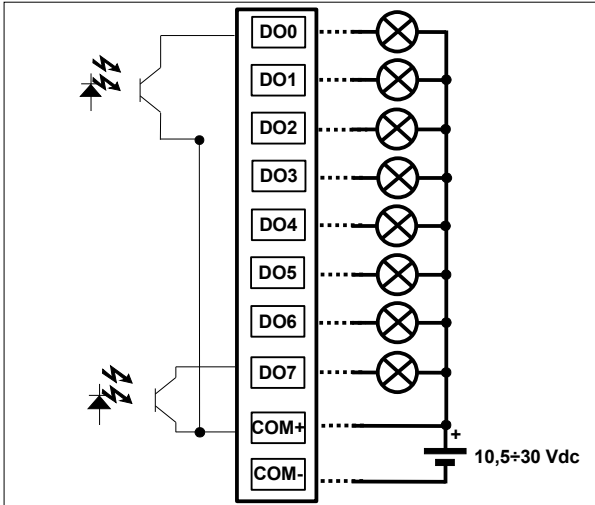 DO0
DO1
DO2
DO3
DO4
DO5
DO6
DO7
COM+
+
10,5÷30 Vdc
COM-